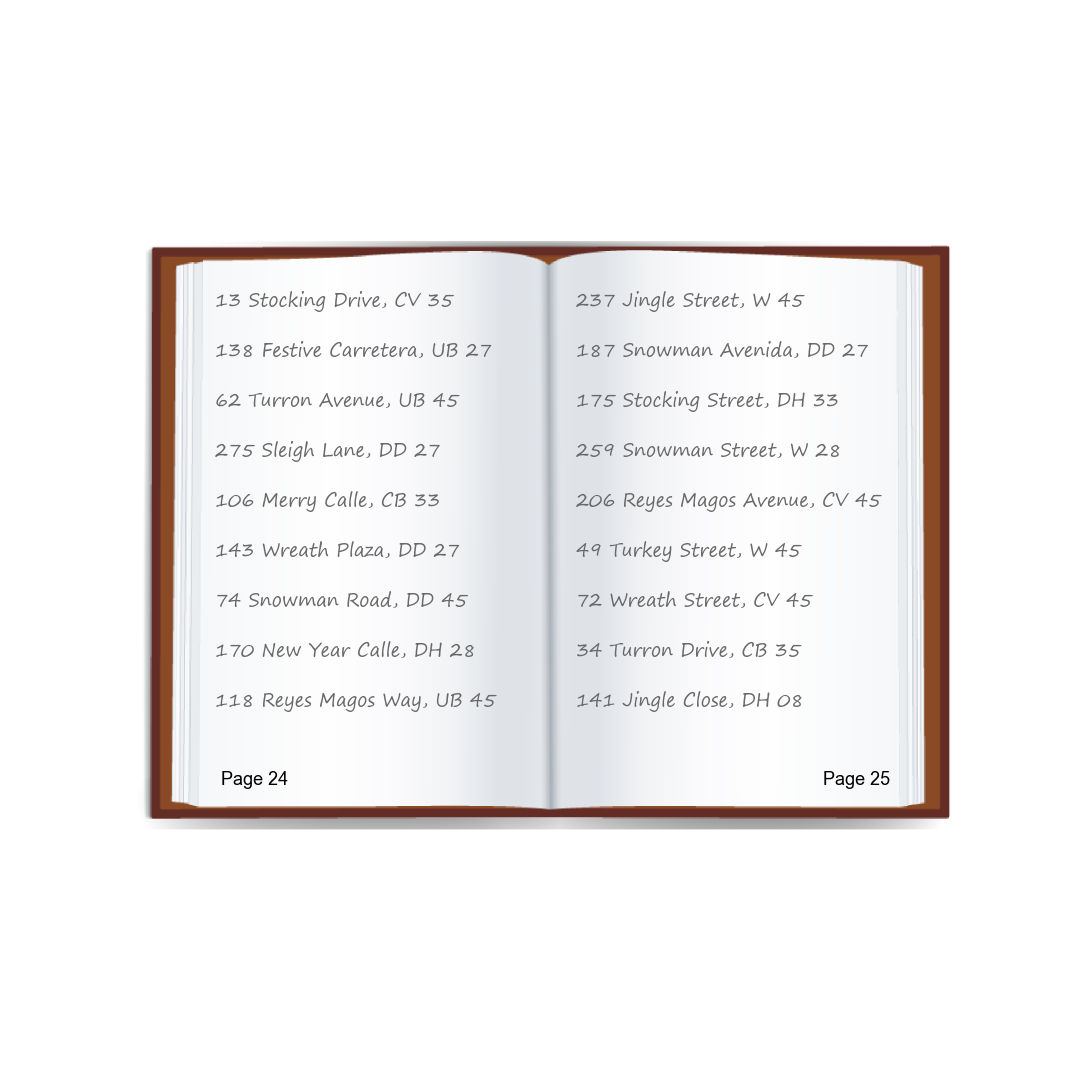 13 Stocking Drive, CV 35
138 Festive Carretera, UB 27
62 Turron Avenue, UB 45
275 Sleigh Lane, DD 27
106 Merry Calle, CB 33
143 Wreath Plaza, DD 27
74 Snowman Road, DD 45
170 New Year Calle, DH 28
118 Reyes Magos Way, UB 45
Page 24
237 Jingle Street, W 45
187 Snowman Avenida, DD 27
175 Stocking Street, DH 33
259 Snowman Street, W 28
206 Reyes Magos Avenue, CV 45
49 Turkey Street, W 45
72 Wreath Street, CV 45
34 Turron Drive, CB 35
141 Jingle Close, DH 08
Page 25